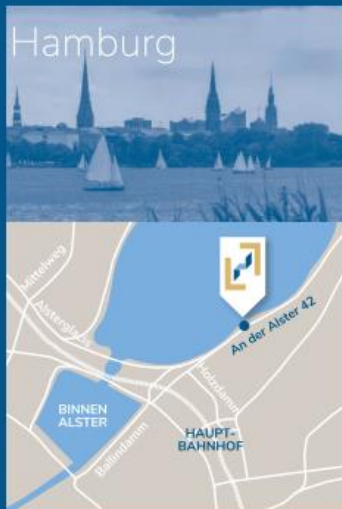 Hamburg
Mittelweg
Alsterglacis
An der Alster 42
Holzdamm
BINNEN
ALSTER
HAUPT-
BAHNHOF
Ballindamm